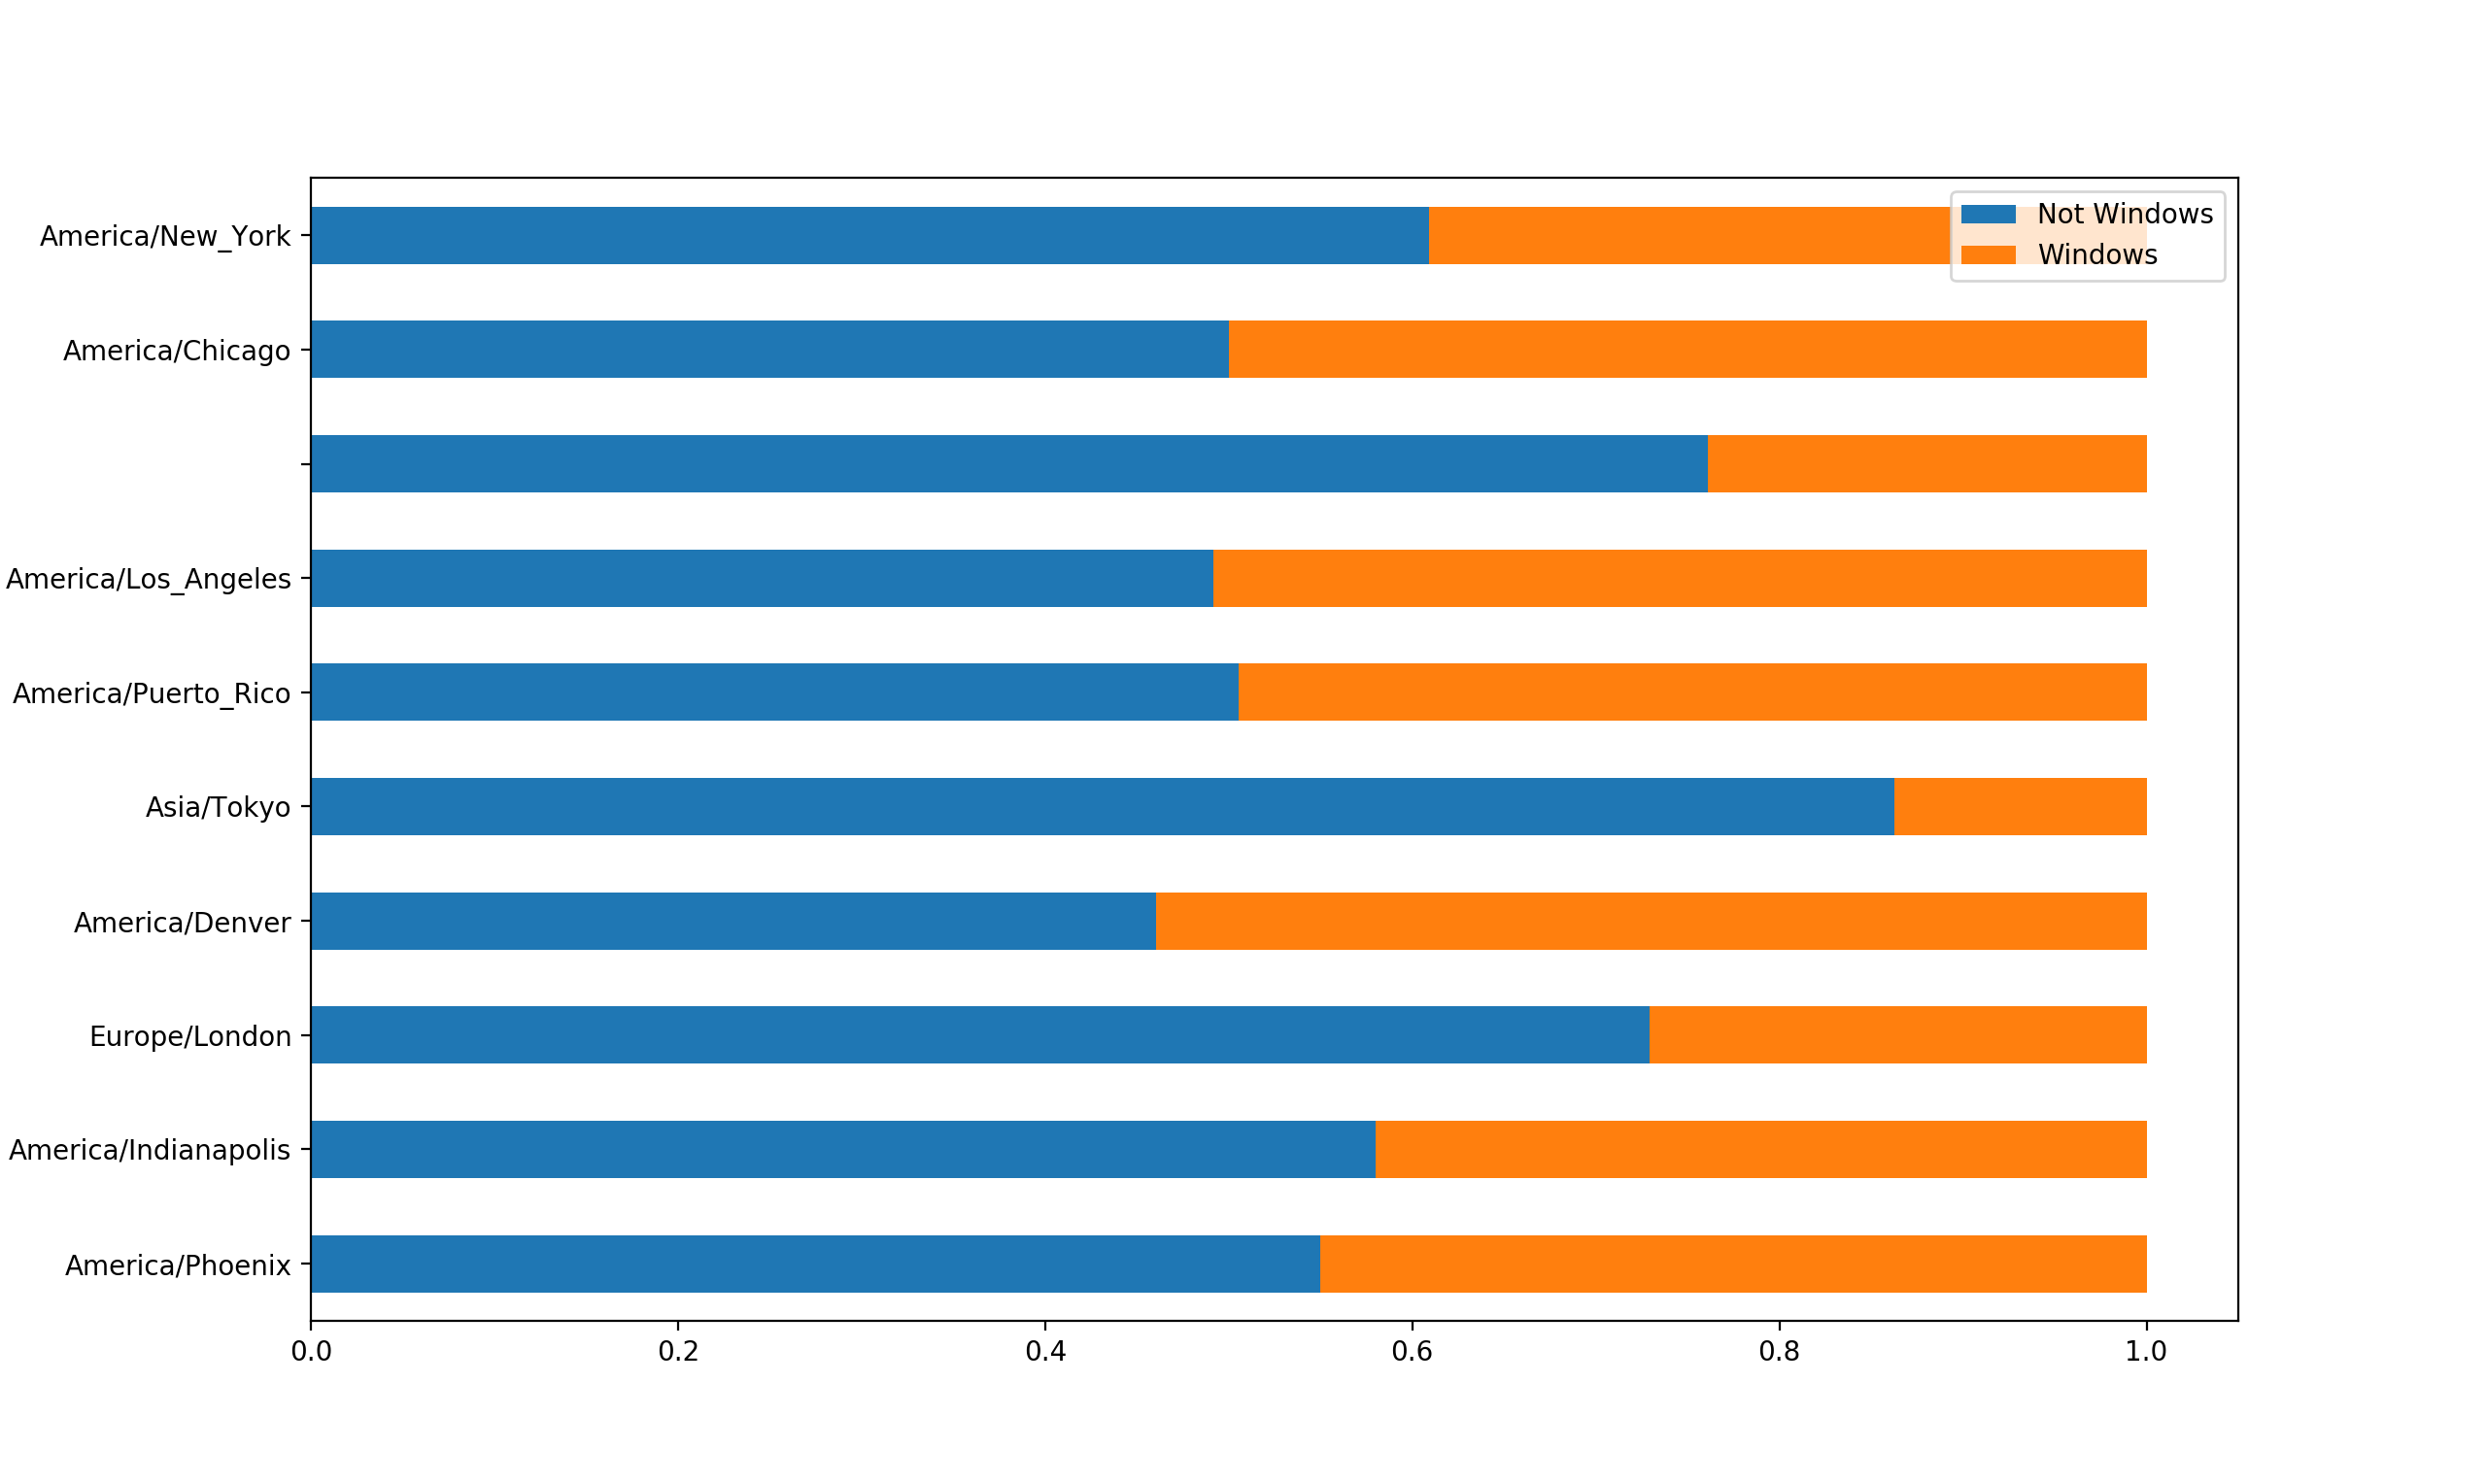 Not Windows
Windows
America/New_York
America/Chicago
America/Los_Angeles
America/Puerto_Rico
Asia/Tokyo
America/Denver
Europe/London
America/Indianapolis
America/Phoenix
0.0 0.2 0.4 0.6 0.8 1.0